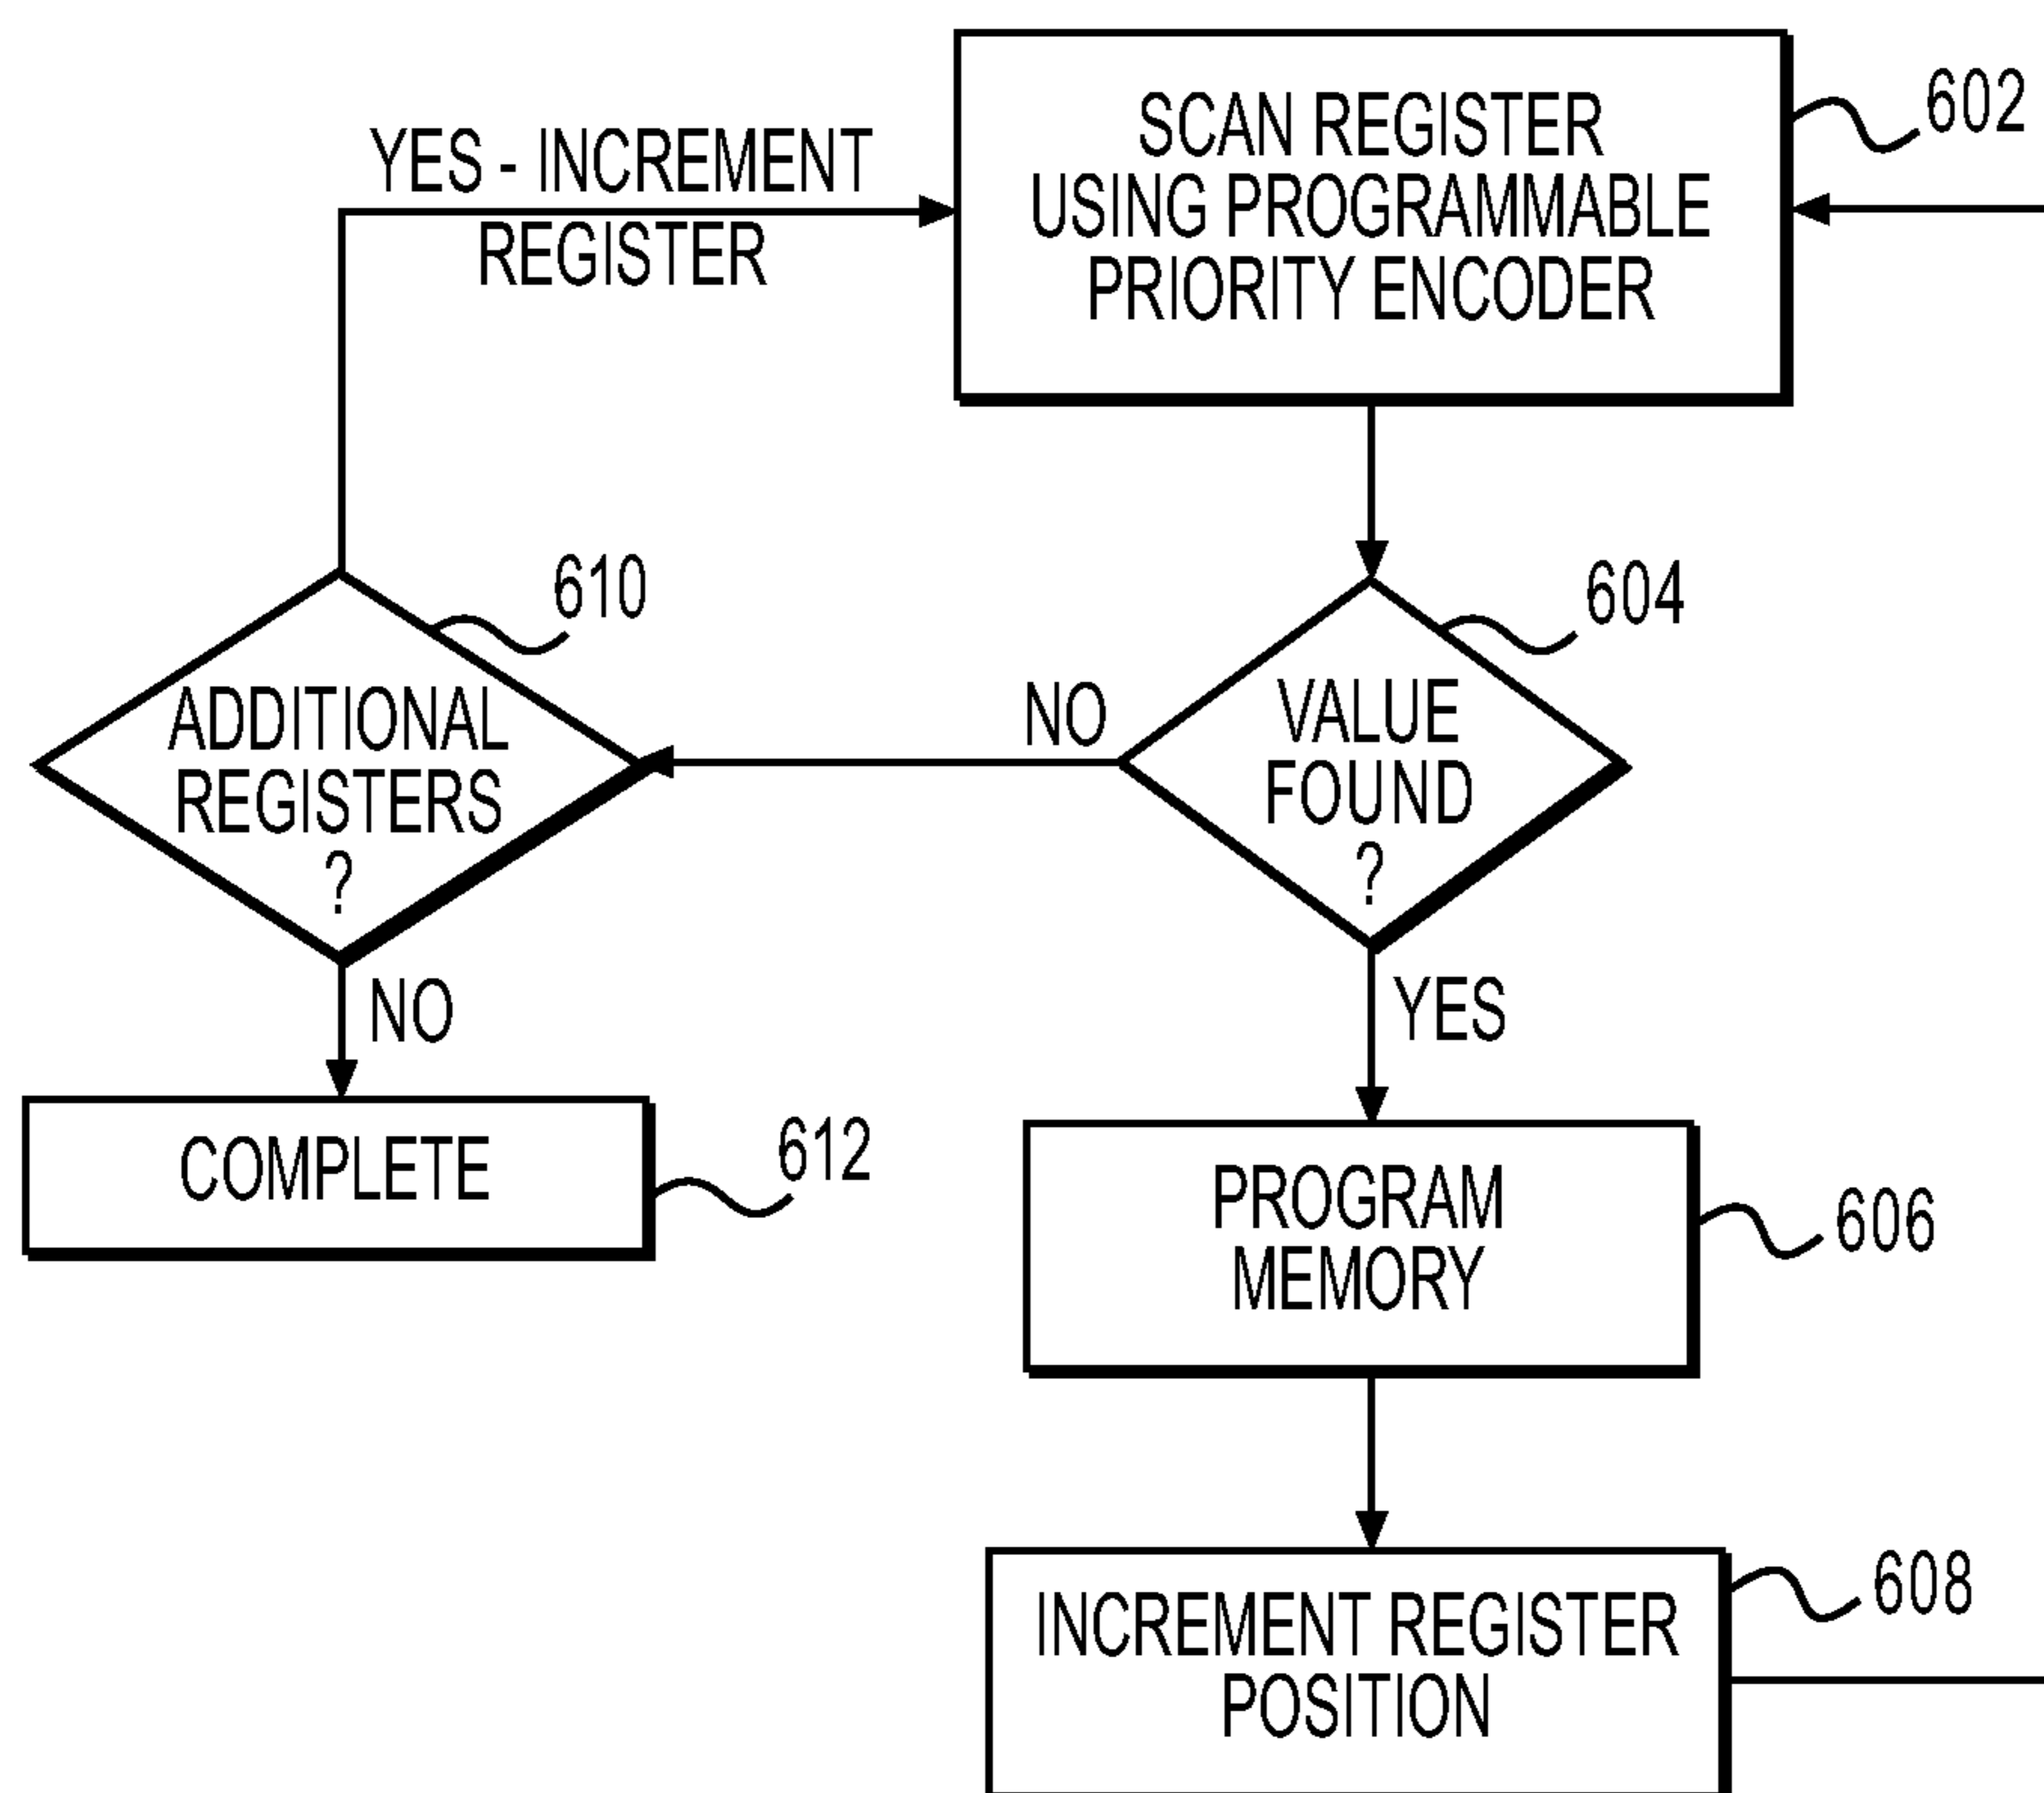 SCAN REGISTER
USING PROGRAMMABLE
PRIORITY ENCODER
602
YES - INCREMENT
REGISTER
610
ADDITIONAL
REGISTERS
?
NO
604
VALUE
FOUND
?
NO
YES
COMPLETE
612
PROGRAM
MEMORY
606
INCREMENT REGISTER
POSITION
608